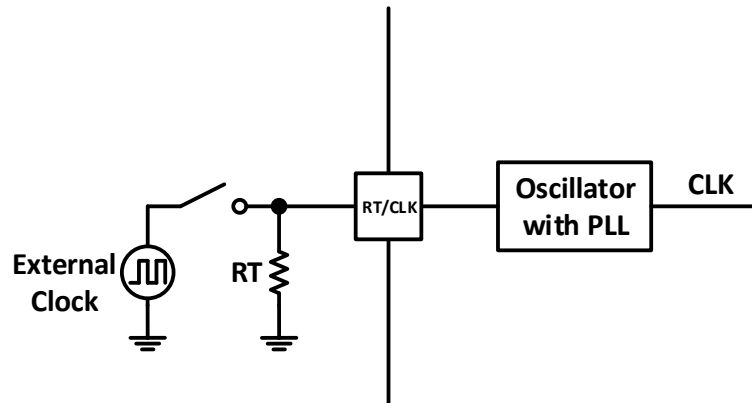 External
Clock
RT
RT/CLK
Oscillator
with PLL
CLK